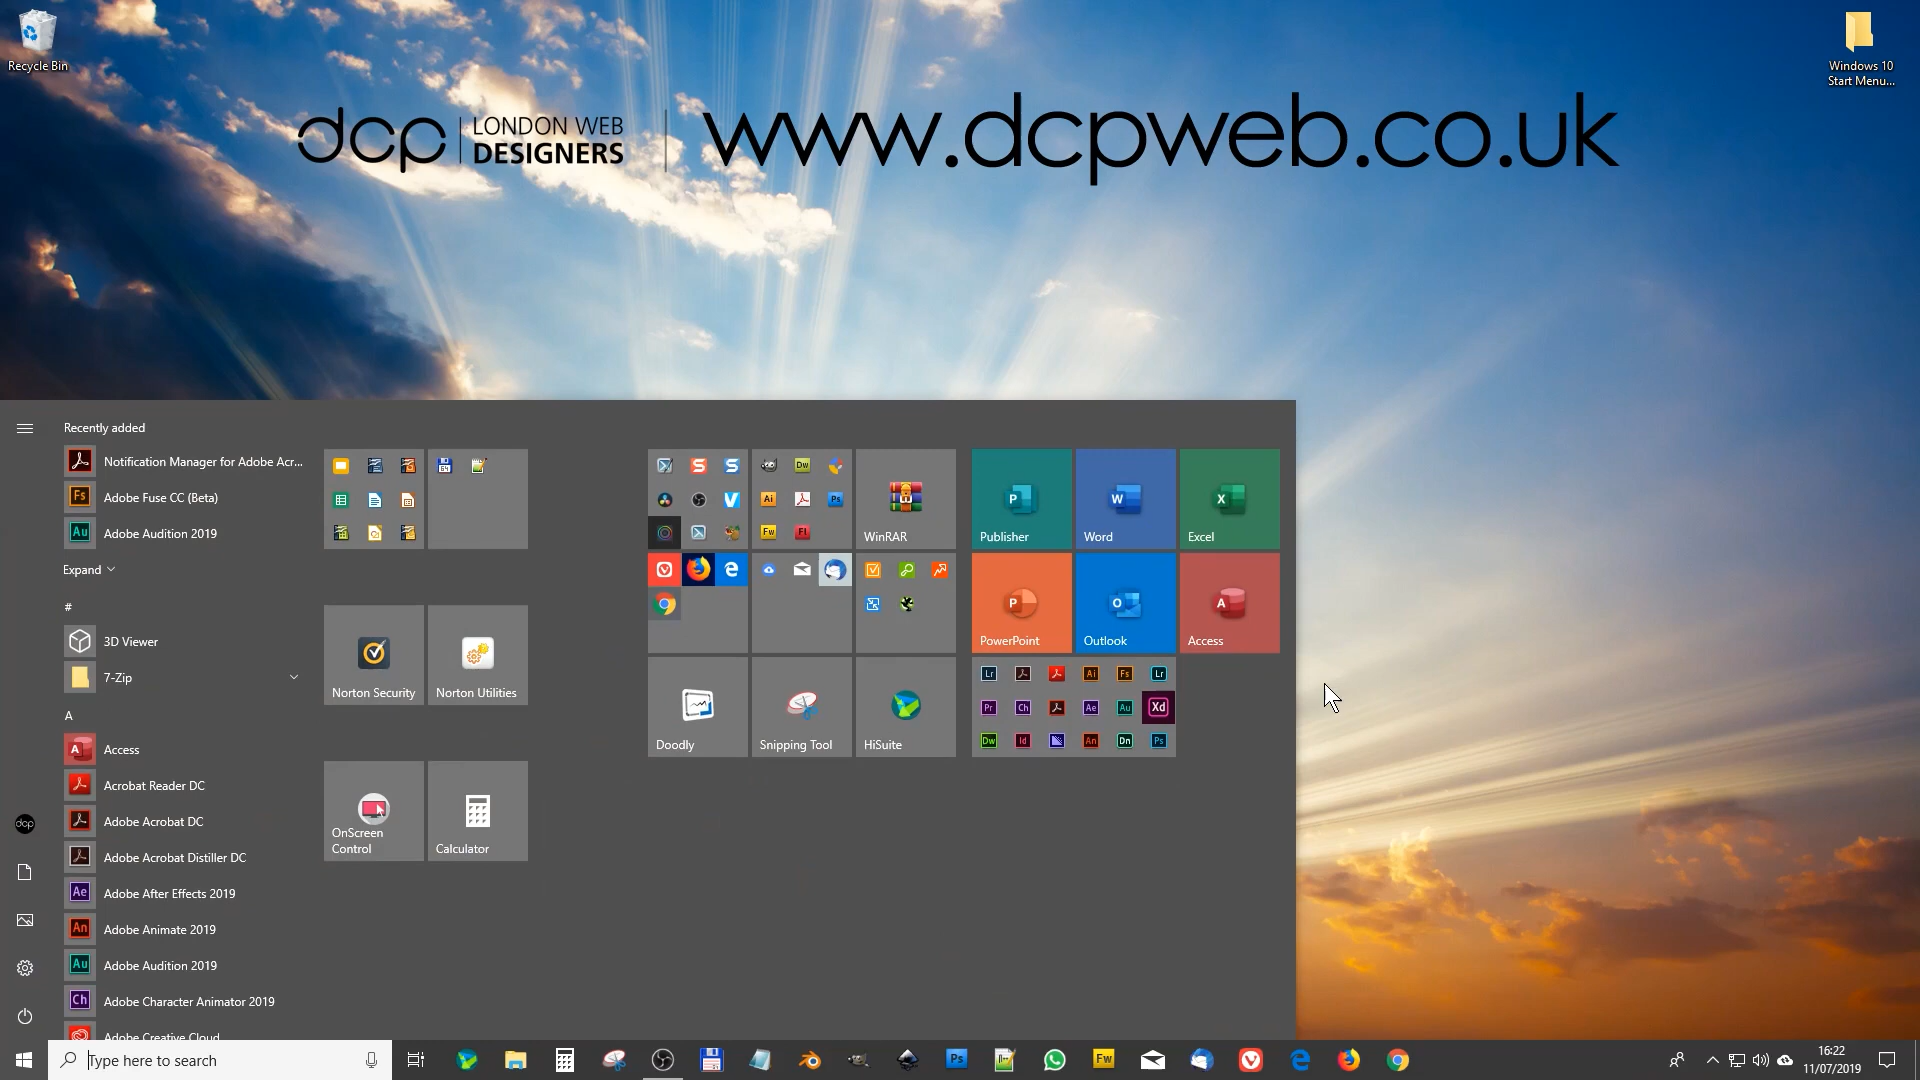 Recycle Bin
Windows 10
Start Menu...
dcp
LONDON WEB
DESIGNERS
www.dcpweb.co.uk
Recently added
Notification Manager for Adobe Acr...
Adobe Fuse CC (Beta)
Adobe Audition 2019
Expand
#
3D Viewer
7-Zip
A
Access
Acrobat Reader DC
Adobe Acrobat DC
Adobe Acrobat Distiller DC
Adobe After Effects 2019
Adobe Animate 2019
Adobe Audition 2019
Adobe Character Animator 2019
Adobe Creative Cloud
Norton Security
Norton Utilities
OnScreen
Control
Calculator
WinRAR
Doodly
Snipping Tool
HiSuite
Publisher
Word
Excel
PowerPoint
Outlook
Access
Type here to search
16:22
11/07/2019